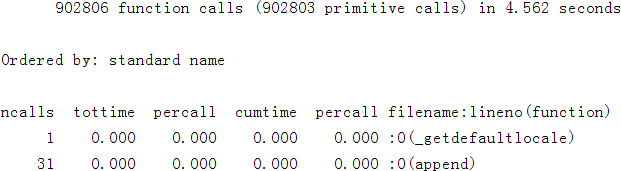 902806 function calls (902803 primitive calls) in 4.562 seconds
Ordered by: standard name
ncalls tottime percall cumtime percall filename:lineno(function)
1 0.000 0.000 0.000 0.000 :0(_getdefaultlocale)
31 0.000 0.000 0.000 0.000 :0(append)